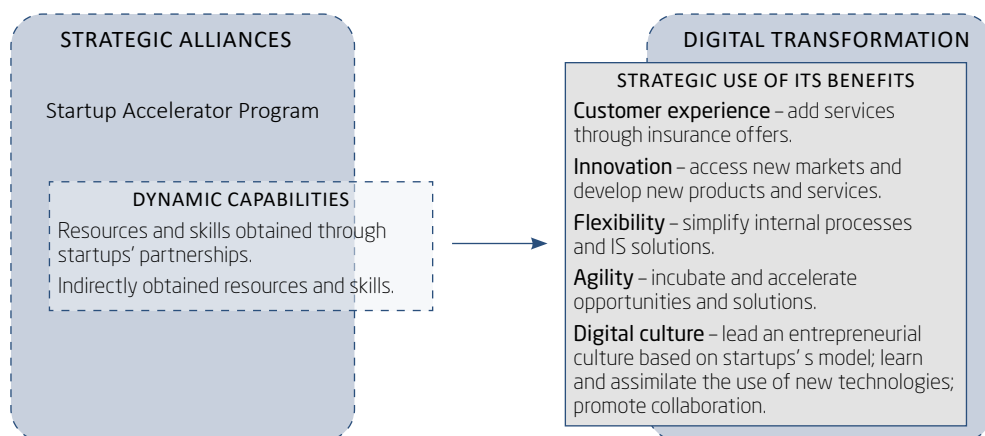 STRATEGIC ALLIANCES
Startup Accelerator Program
DYNAMIC CAPABILITIES
Resources and skills obtained through
startups' partnerships.
Indirectly obtained resources and skills.
DIGITAL TRANSFORMATION
STRATEGIC USE OF ITS BENEFITS
Customer experience – add services
through insurance offers.
Innovation – access new markets and
develop new products and services.
Flexibility – simplify internal processes
and IS solutions.
Agility – incubate and accelerate
opportunities and solutions.
Digital culture – lead an entrepreneurial
culture based on startups' s model; learn
and assimilate the use of new technologies;
promote collaboration.